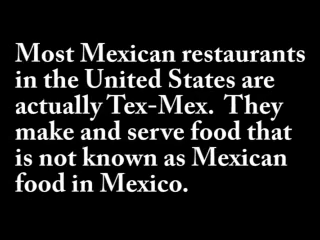 Most Mexican restaurants
in the United States are
actually Tex-Mex.  They
make and serve food that
is not known as Mexican
food in Mexico.